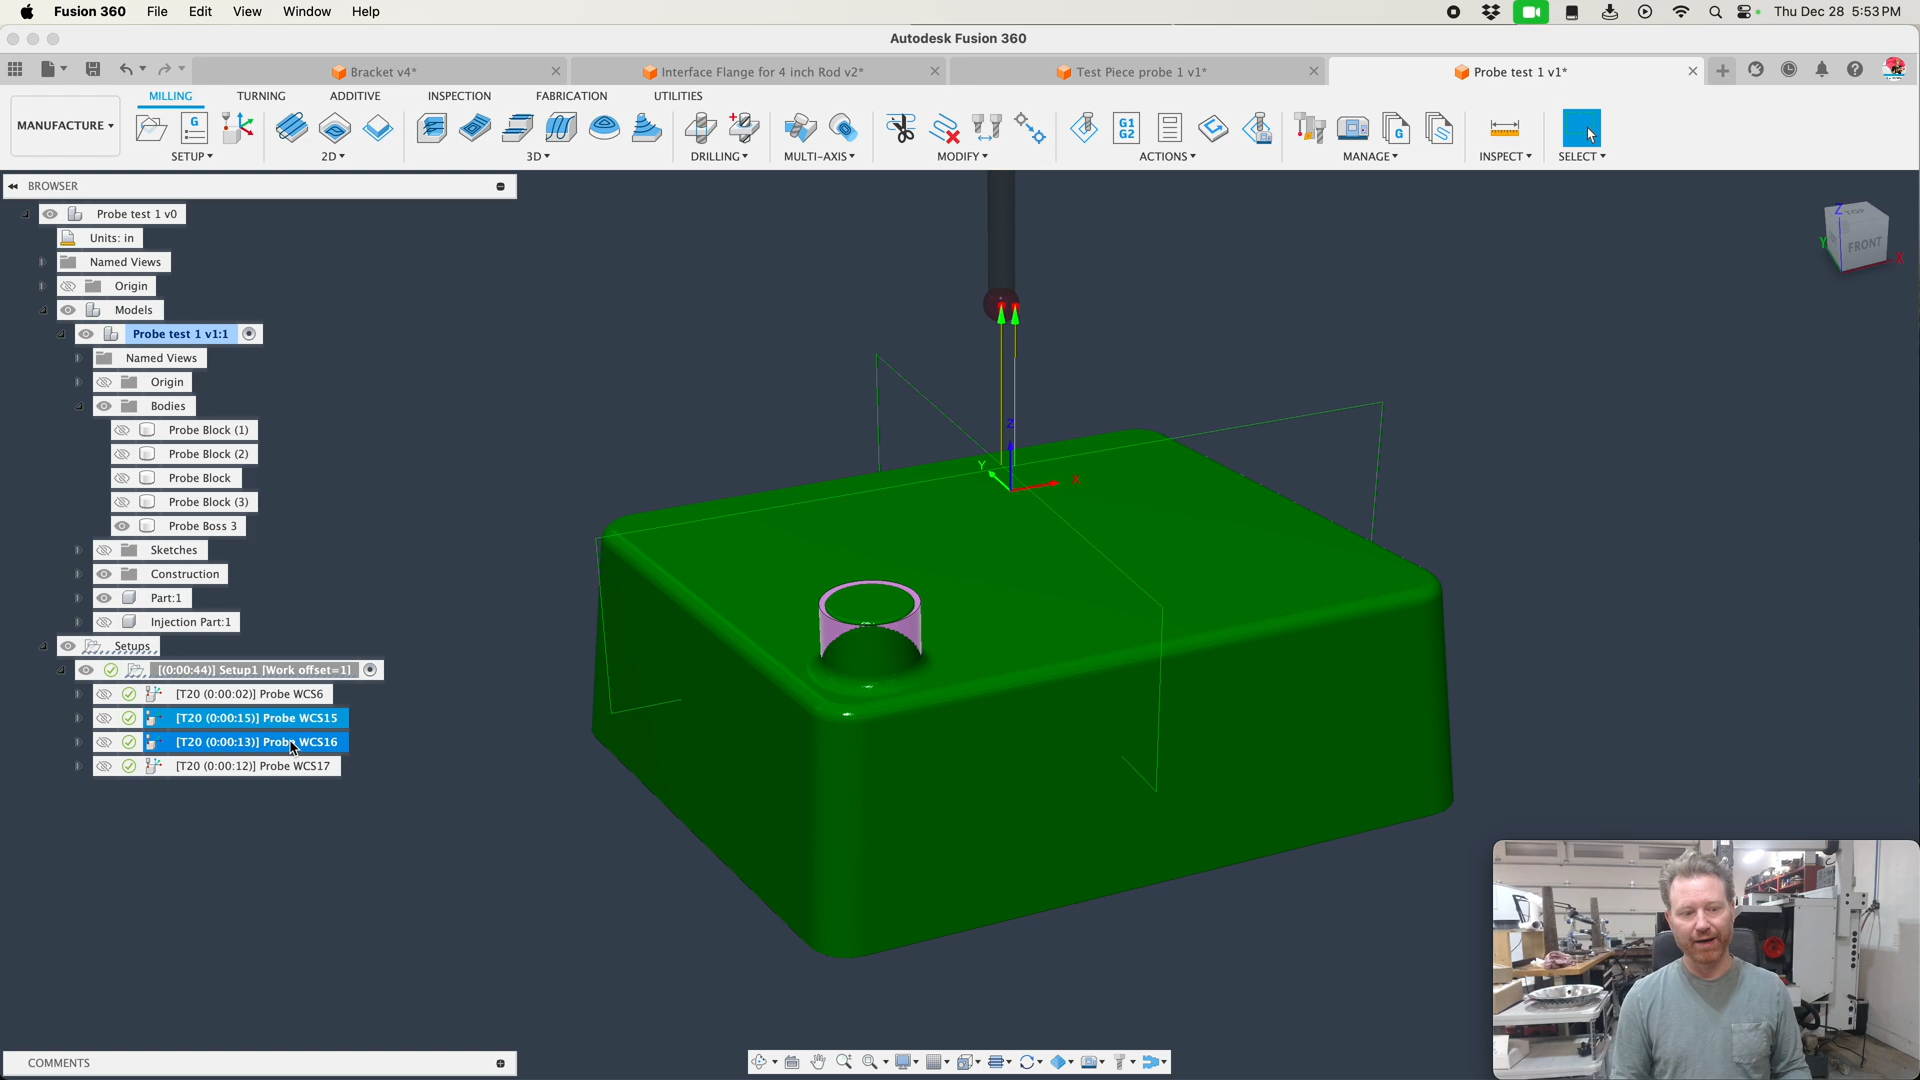 Fusion 360 File Edit View Window Help Thu Dec 28 5:53 PM
Autodesk Fusion 360
Bracket v4* Interface Flange for 4 inch Rod v2* Test Piece probe 1 v1* Probe test 1 v1*
MILLING TURNING ADDITIVE INSPECTION FABRICATION UTILITIES
MANUFACTURE
G G1 G2 G
SETUP 2D 3D DRILLING MULTI-AXIS MODIFY ACTIONS MANAGE INSPECT SELECT
BROWSER
Probe test 1 v0
Units: in
Named Views
Origin
Models
Probe test 1 v1:1
Named Views
Origin
Bodies
Probe Block (1)
Probe Block (2)
Probe Block
Probe Block (3)
Probe Boss 3
Sketches
Construction
Part:1
Injection Part:1
Setups
[(0:00:44)] Setup1 [Work offset=1]
[T20 (0:00:02)] Probe WCS6
[T20 (0:00:15)] Probe WCS15
[T20 (0:00:13)] Probe WCS16
[T20 (0:00:12)] Probe WCS17
Z
Y X
Z TOP
Y FRONT X
COMMENTS